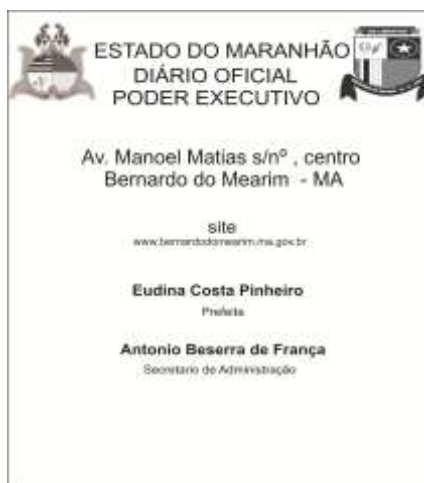 ESTADO DO MARANHÃO
DIÁRIO OFICIAL
PODER EXECUTIVO
Av. Manoel Matias s/nº , centro
Bernardo do Mearim - MA
site
www.bernardodomearim.ma.gov.br
Eudina Costa Pinheiro
Prefeita
Antonio Beserra de França
Secretario de Administração